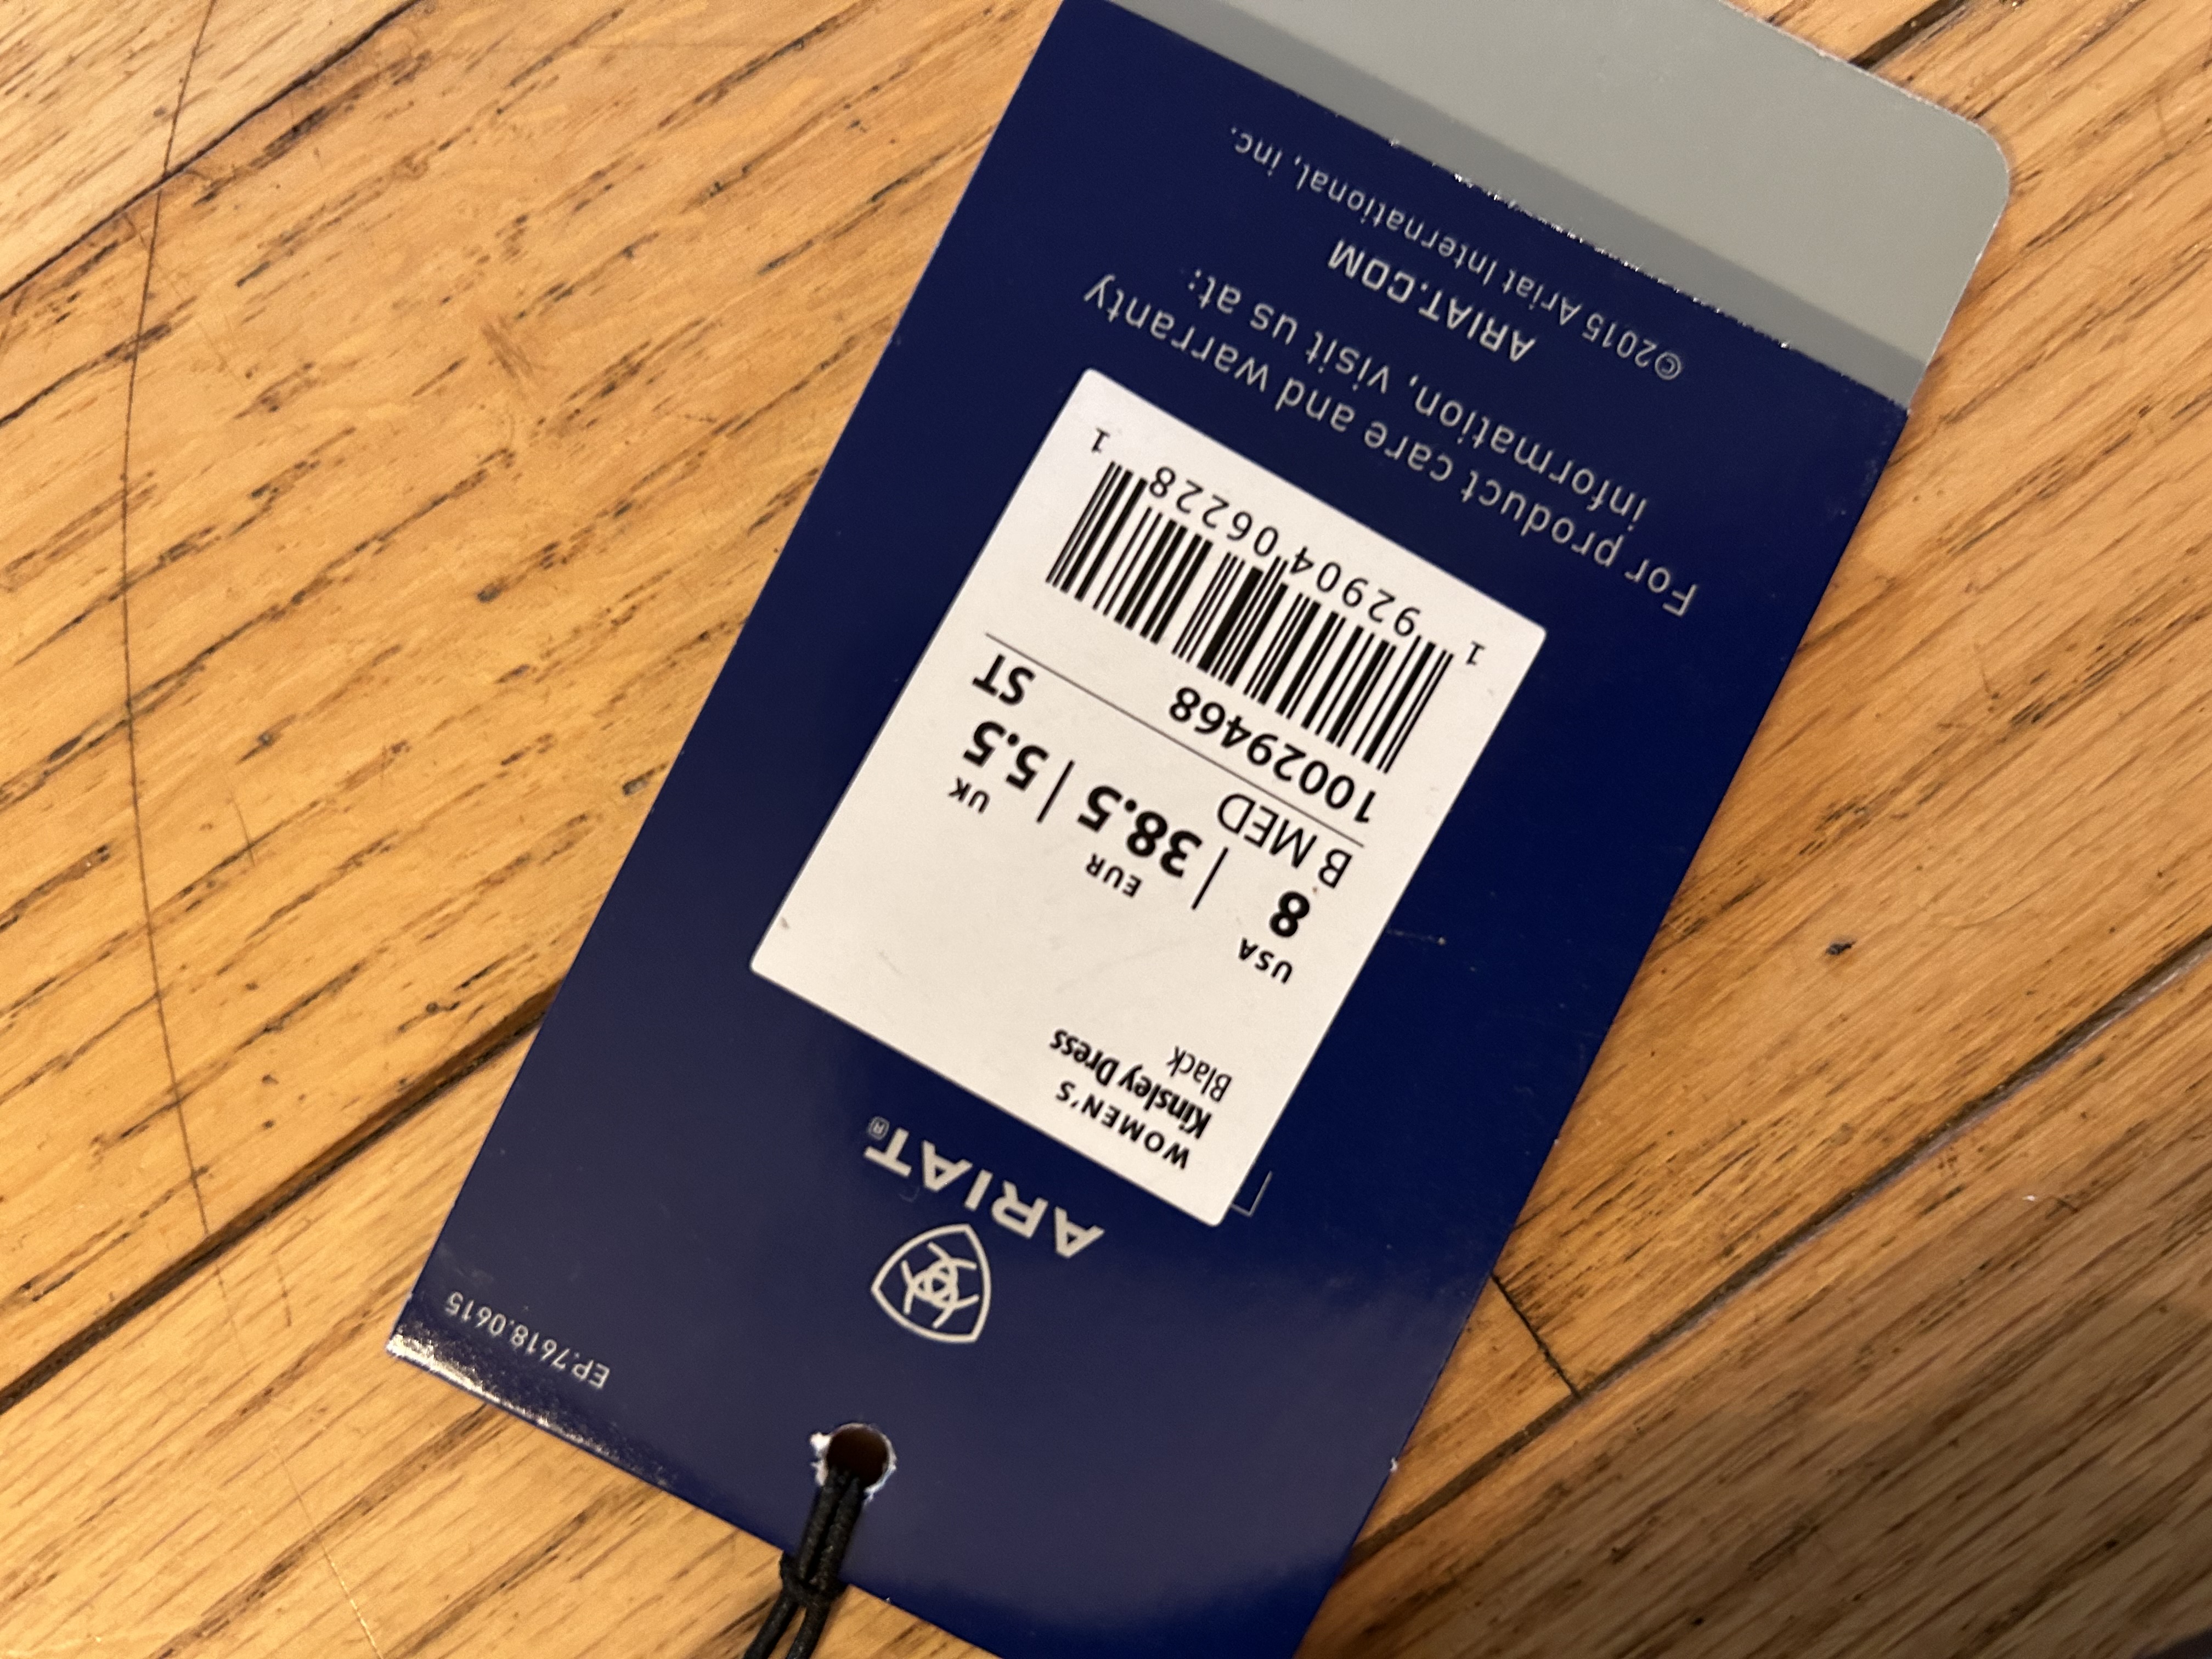 EP.7618.0615
ARIAT®
WOMEN'S
Kinsley Dress
Black
USA EUR UK
8 | 38.5 | 5.5
B MED ST
10029468
1 92904 06228 1
For product care and warranty
information, visit us at:
ARIAT.COM
©2015 Ariat International, inc.